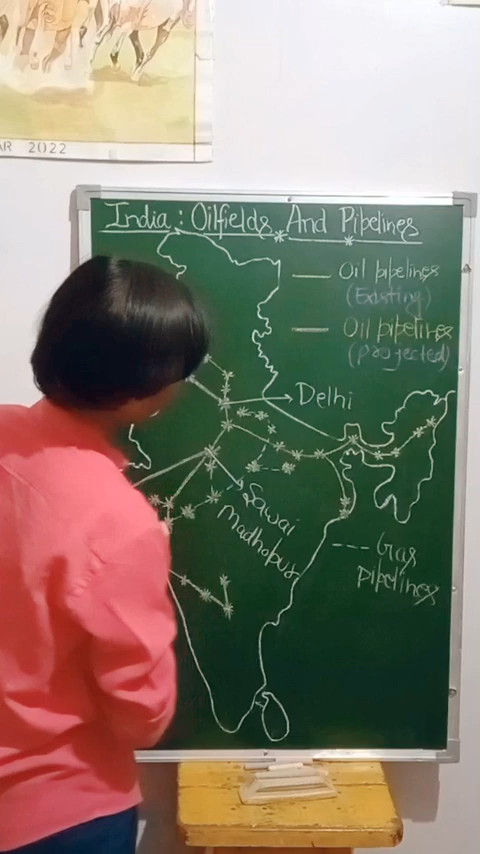 AR 2022
India : Oilfields And Pipelines
Oil pipelines
(Existing)
Oil pipelines
(projected)
Delhi
Sawai
Madhopur
Gas
pipelines